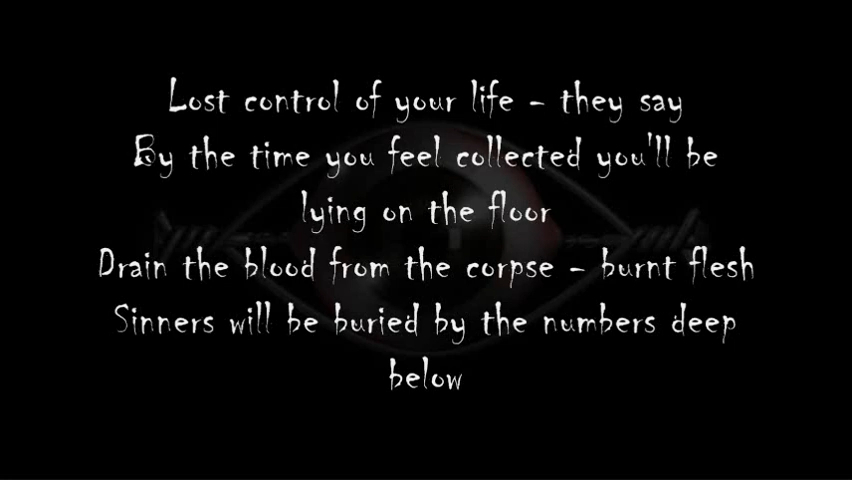 Lost control of your life - they say
By the time you feel collected you'll be
lying on the floor
Drain the blood from the corpse - burnt flesh
Sinners will be buried by the numbers deep
below